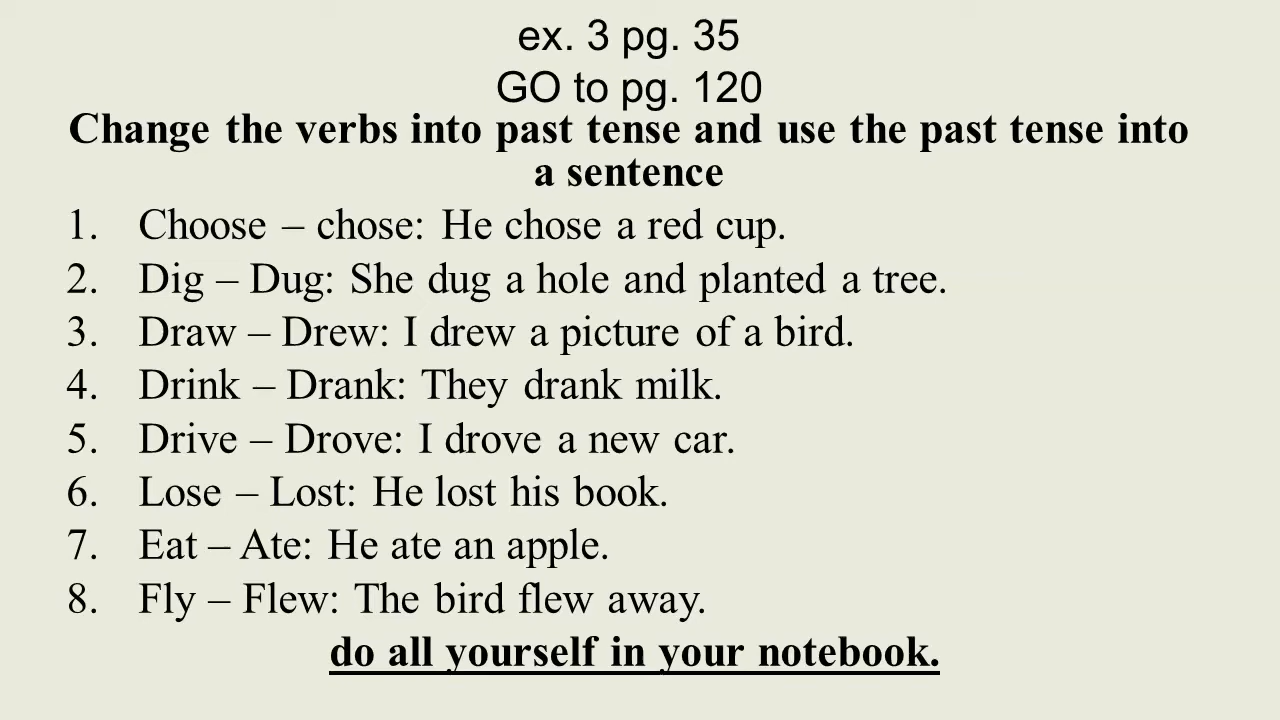 ex. 3 pg. 35
GO to pg. 120
Change the verbs into past tense and use the past tense into
a sentence
1. Choose – chose: He chose a red cup.
2. Dig – Dug: She dug a hole and planted a tree.
3. Draw – Drew: I drew a picture of a bird.
4. Drink – Drank: They drank milk.
5. Drive – Drove: I drove a new car.
6. Lose – Lost: He lost his book.
7. Eat – Ate: He ate an apple.
8. Fly – Flew: The bird flew away.
do all yourself in your notebook.